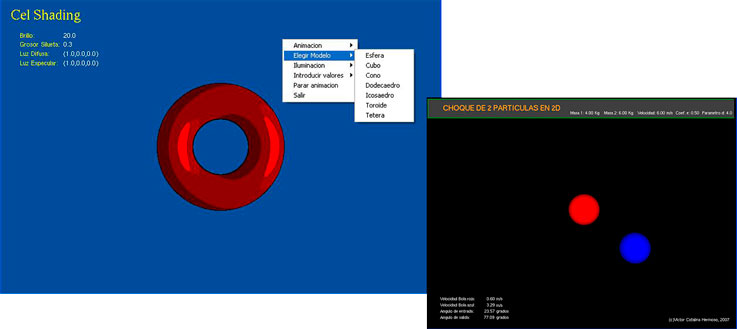 Cel Shading
Brillo: 20.0
Grosor Silueta: 0.3
Luz Difusa: (1.0,0.0,0.0)
Luz Especular: (1.0,0.0,0.0)
Animacion
Elegir Modelo
Iluminacion
Introducir valores
Parar animacion
Salir
Esfera
Cubo
Cono
Dodecaedro
Icosaedro
Toroide
Tetera
CHOQUE DE 2 PARTICULAS EN 2D
Masa 1: 4.00 Kg Masa 2: 6.00 Kg Velocidad: 6.00 m/s Coef. e: 0.50 Parametro d: 4.0
Velocidad Bola roja: 0.60 m/s
Velocidad Bola azul: 3.29 m/s
Angulo de entrada: 23.57 grados
Angulo de salida: 77.09 grados
(c)Victor Collatra Hermoso, 2007